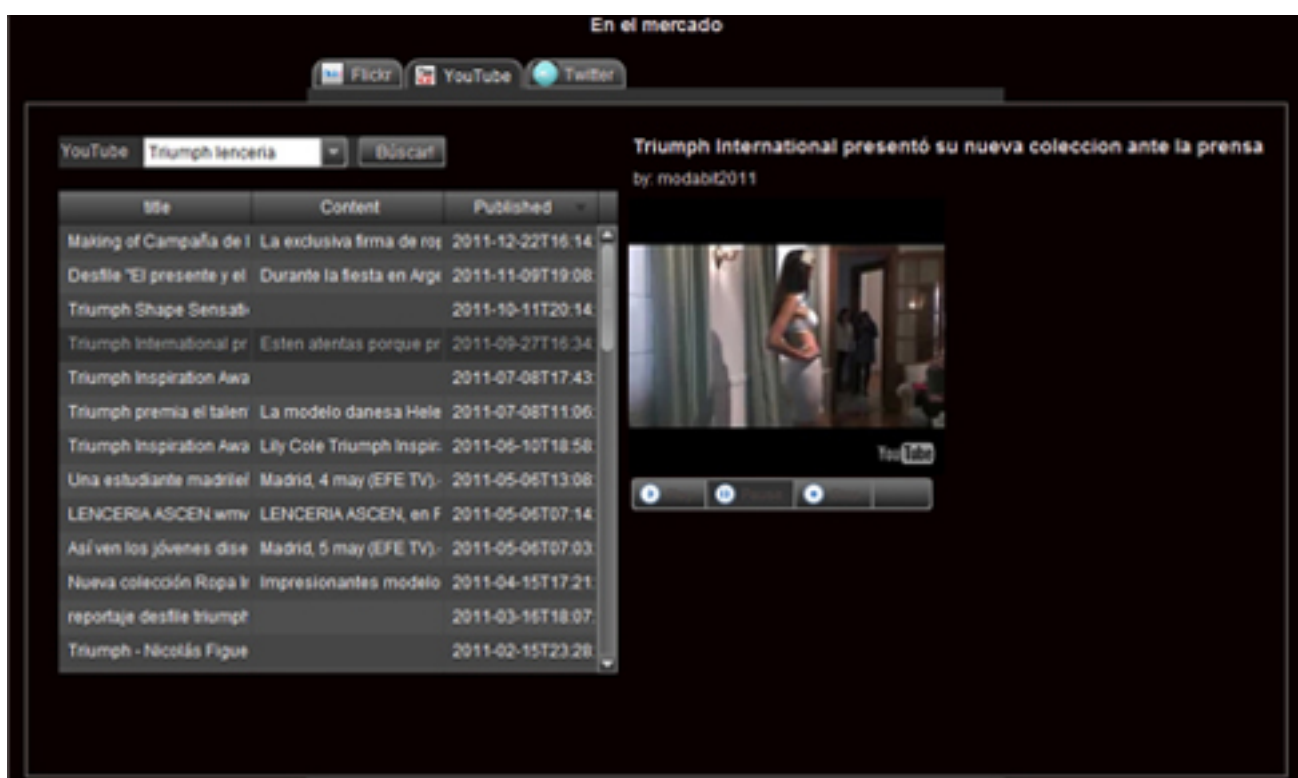 En el mercado
Flickr YouTube Twitter
YouTube Triumph lenceria Búscar!
title Content Published
Making of Campaña de l La exclusiva firma de rop 2011-12-22T16:14:
Desfile "El presente y el Durante la fiesta en Arge 2011-11-09T19:08:
Triumph Shape Sensati 2011-10-11T20:14:
Triumph International pr Esten atentas porque pr 2011-09-27T16:34:
Triumph Inspiration Awa 2011-07-08T17:43:
Triumph premia el talen La modelo danesa Hele 2011-07-08T11:06:
Triumph Inspiration Awa Lily Cole Triumph Inspir 2011-06-10T18:58:
Una estudiante madrile Madrid, 4 may (EFE TV).- 2011-05-06T13:08:
LENCERIA ASCEN.wmv LENCERIA ASCEN, en F 2011-05-06T07:14:
Así ven los jóvenes dise Madrid, 5 may (EFE TV).- 2011-05-06T07:03:
Nueva colección Ropa Ir Impresionantes modelo 2011-04-15T17:21:
reportaje desfile triumph 2011-03-16T18:07:
Triumph - Nicolás Figue 2011-02-15T23:28:
Triumph International presentó su nueva coleccion ante la prensa
by: modabit2011
YouTube
Pause